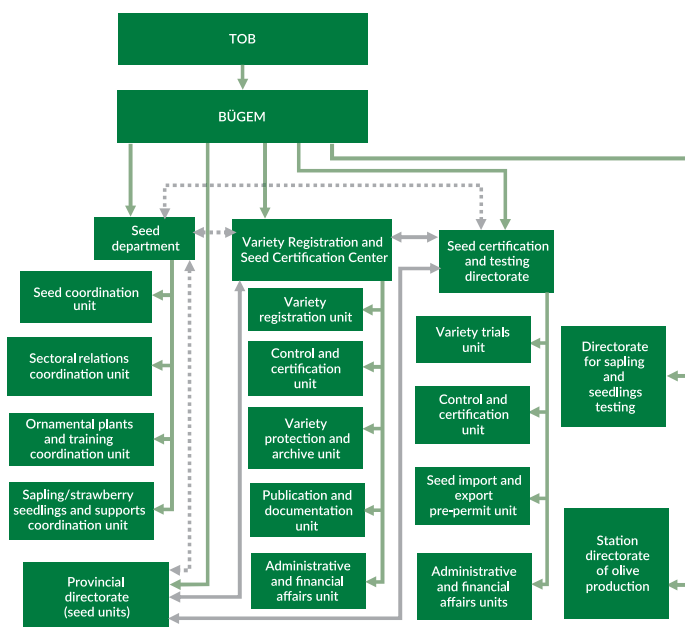 TOB
BÜGEM
Seed
department
Variety Registration and
Seed Certification Center
Seed certification
and testing
directorate
Seed coordination
unit
Sectoral relations
coordination unit
Ornamental plants
and training
coordination unit
Sapling/strawberry
seedlings and supports
coordination unit
Provincial
directorate
(seed units)
Variety
registration unit
Control and
certification
unit
Variety
protection and
archive unit
Publication and
documentation
unit
Administrative
and financial
affairs unit
Variety trials
unit
Control and
certification
unit
Seed import and
export
pre-permit unit
Administrative
and financial
affairs units
Directorate
for sapling
and
seedlings
testing
Station
directorate
of olive
production